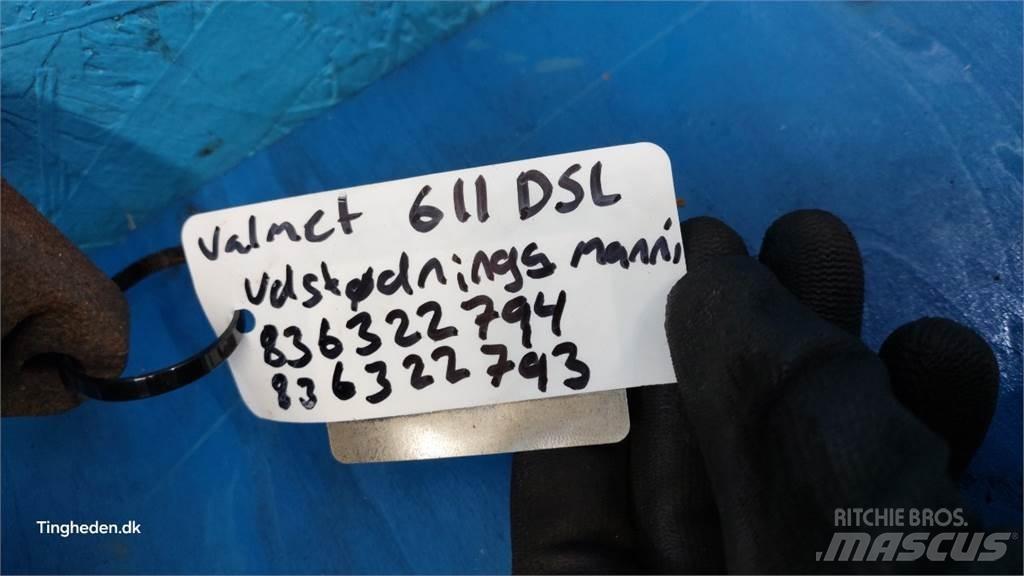 Valmet 611 DSL
Udstødnings manni
836322794
836322793
Tingheden.dk
RITCHIE BROS.
MASCUS